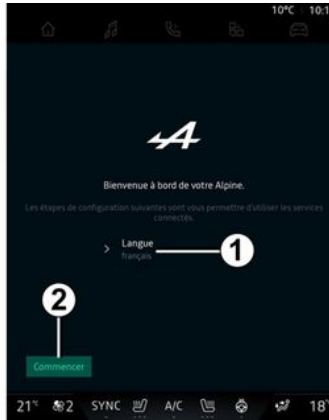 10°C 10:1
Bienvenue à bord de votre Alpine.
Les étapes de configuration suivantes vont vous permettre d'utiliser les services
connectés.
Langue
français
1
2
Commencer
21° 2 SYNC A/C 18°